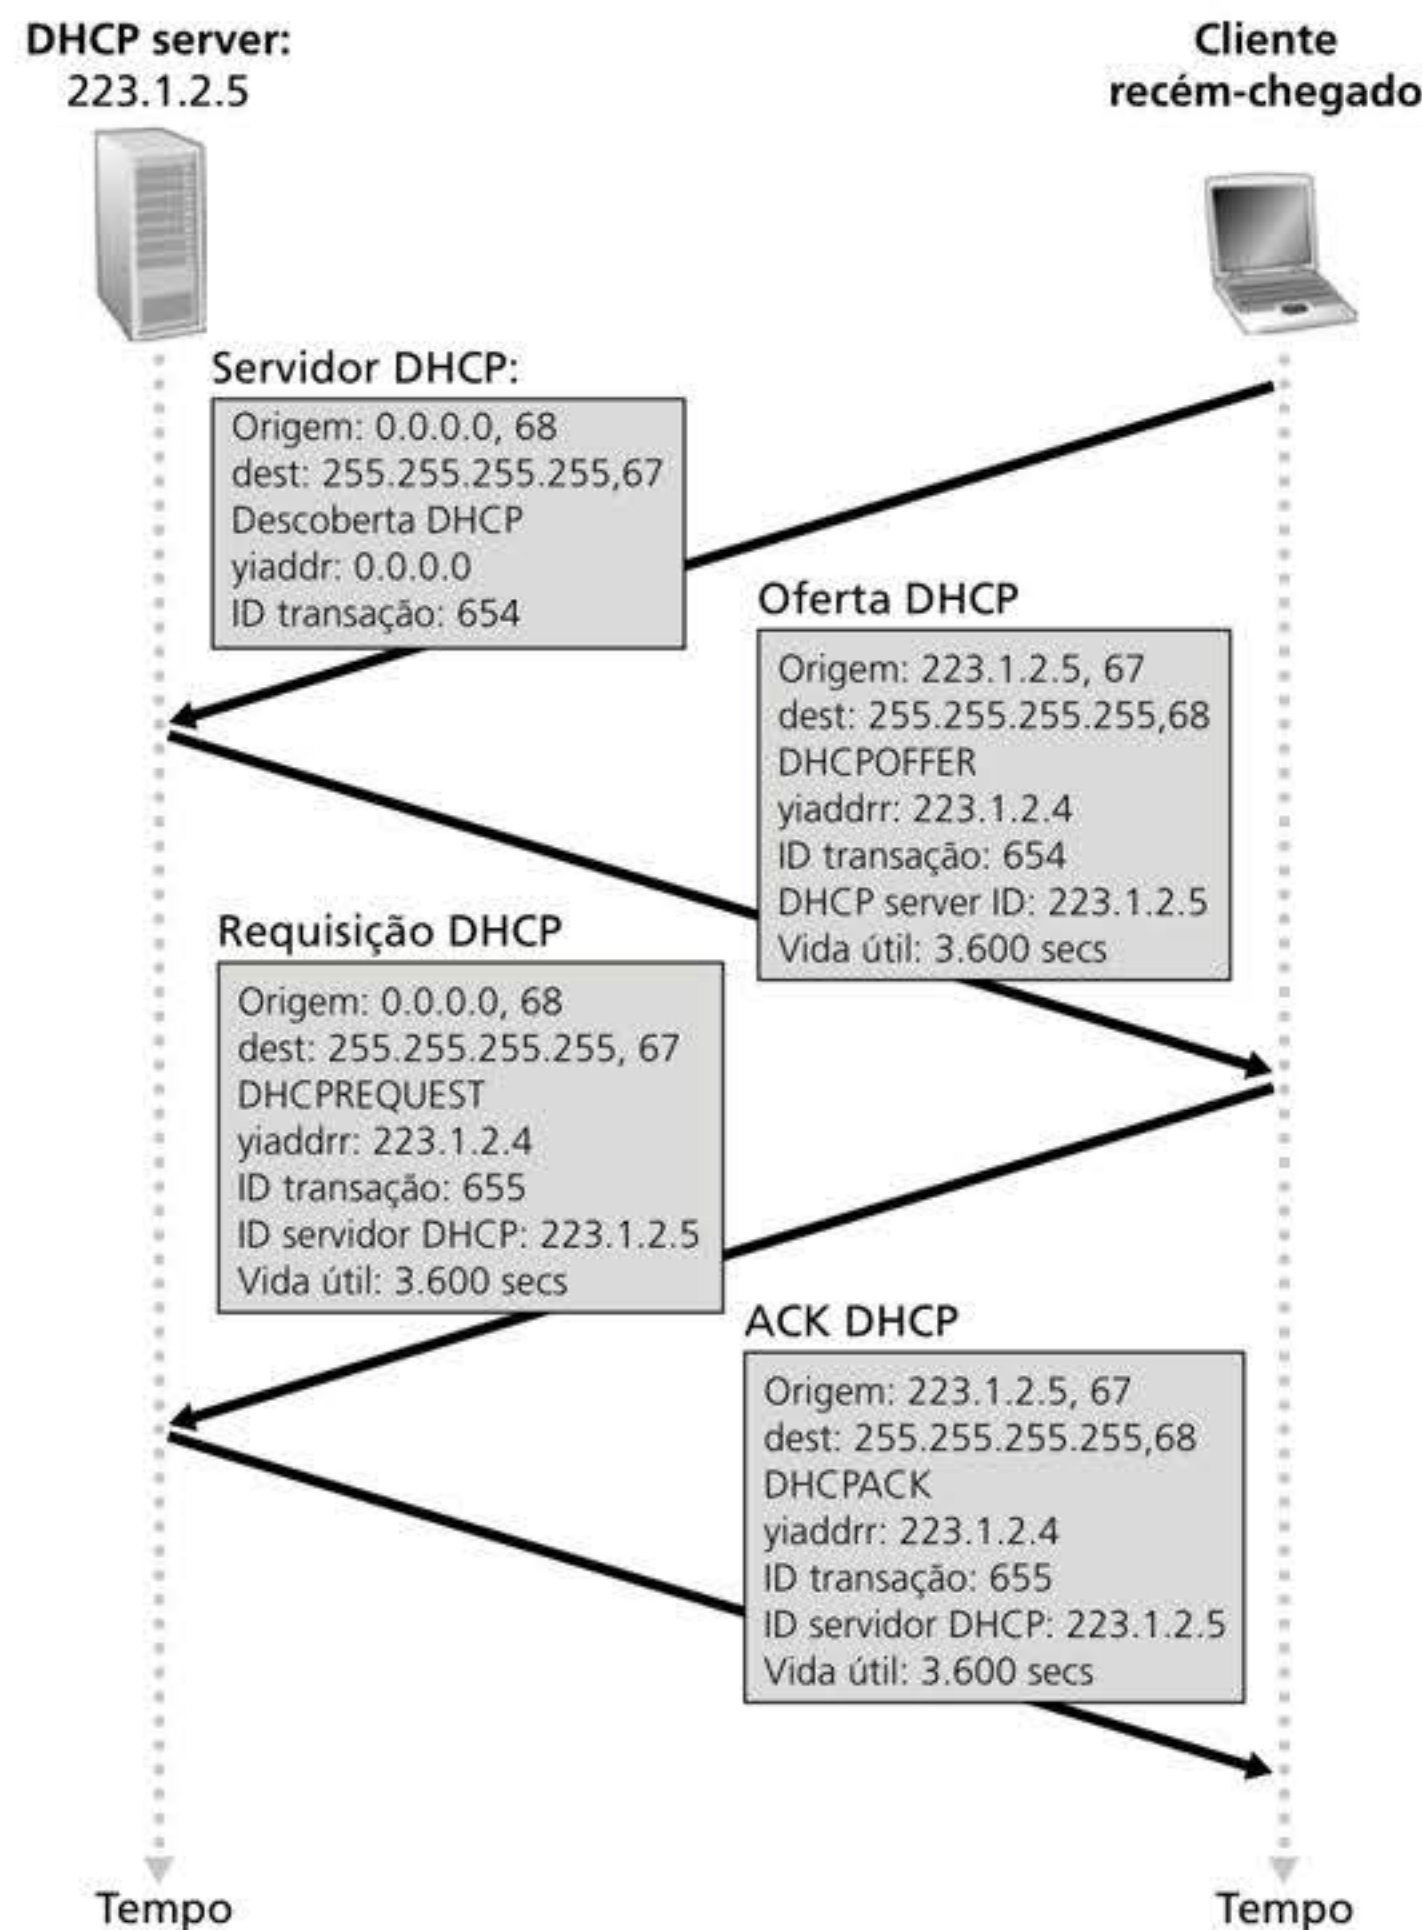 DHCP server:
223.1.2.5
Cliente
recém-chegado
Servidor DHCP:
Origem: 0.0.0.0, 68
dest: 255.255.255.255,67
Descoberta DHCP
yiaddr: 0.0.0.0
ID transação: 654
Oferta DHCP
Origem: 223.1.2.5, 67
dest: 255.255.255.255,68
DHCPOFFER
yiaddrr: 223.1.2.4
ID transação: 654
DHCP server ID: 223.1.2.5
Vida útil: 3.600 secs
Requisição DHCP
Origem: 0.0.0.0, 68
dest: 255.255.255.255, 67
DHCPREQUEST
yiaddrr: 223.1.2.4
ID transação: 655
ID servidor DHCP: 223.1.2.5
Vida útil: 3.600 secs
ACK DHCP
Origem: 223.1.2.5, 67
dest: 255.255.255.255,68
DHCPACK
yiaddrr: 223.1.2.4
ID transação: 655
ID servidor DHCP: 223.1.2.5
Vida útil: 3.600 secs
Tempo
Tempo